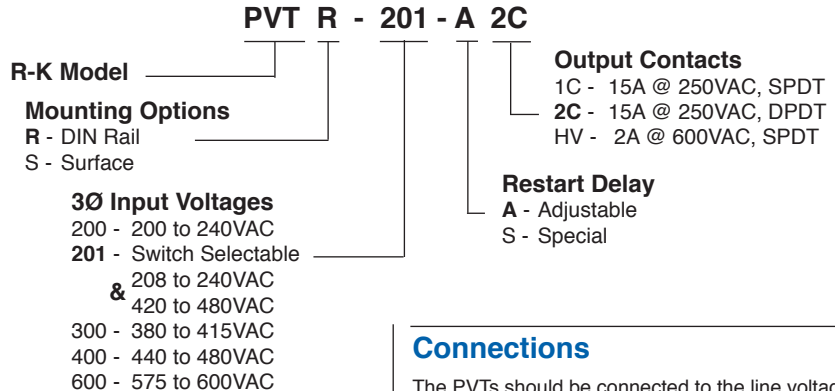 PVT R - 201 - A 2C
R-K Model
Mounting Options
R - DIN Rail
S - Surface
3Ø Input Voltages
200 - 200 to 240VAC
201 - Switch Selectable
& 208 to 240VAC
420 to 480VAC
300 - 380 to 415VAC
400 - 440 to 480VAC
600 - 575 to 600VAC
Output Contacts
1C - 15A @ 250VAC, SPDT
2C - 15A @ 250VAC, DPDT
HV - 2A @ 600VAC, SPDT
Restart Delay
A - Adjustable
S - Special
Connections
The PVTs should be connected to the line voltag